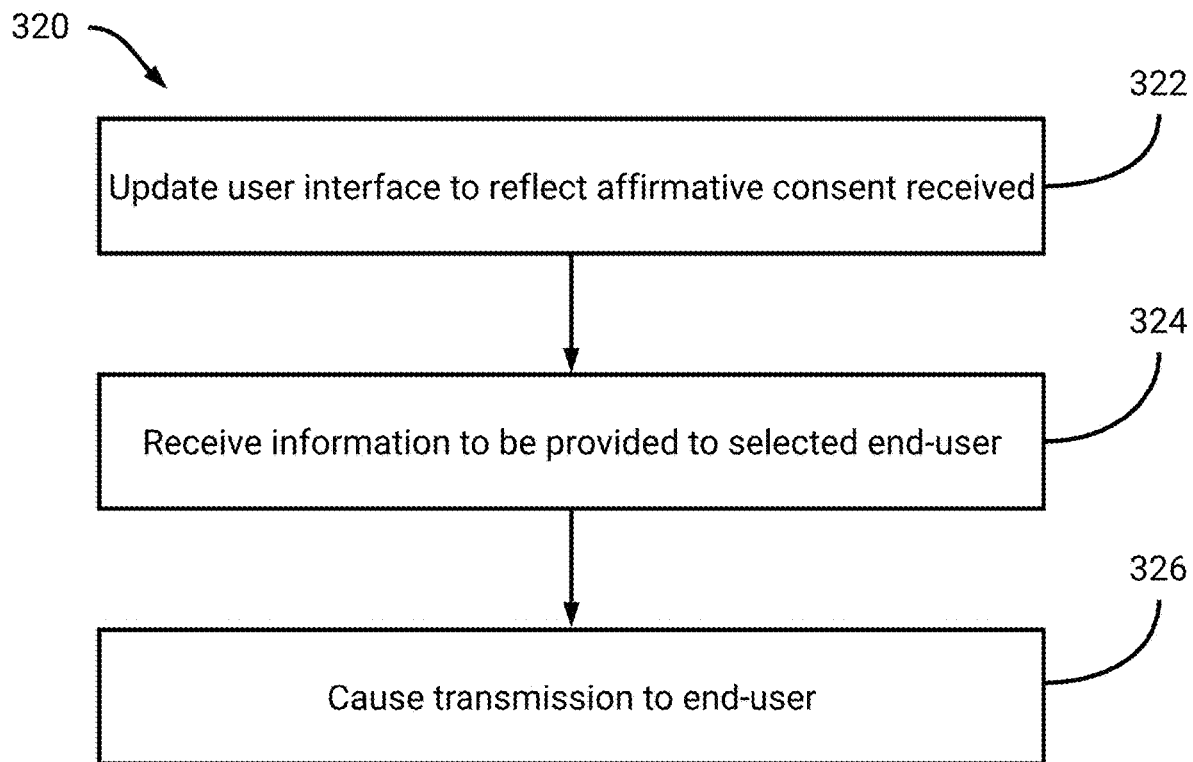 320
322
Update user interface to reflect affirmative consent received
324
Receive information to be provided to selected end-user
326
Cause transmission to end-user